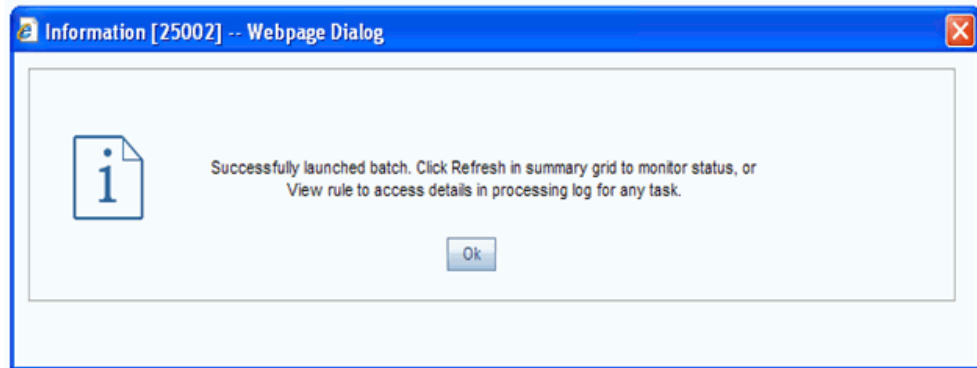 Information [25002] -- Webpage Dialog
Successfully launched batch. Click Refresh in summary grid to monitor status, or
View rule to access details in processing log for any task.
Ok